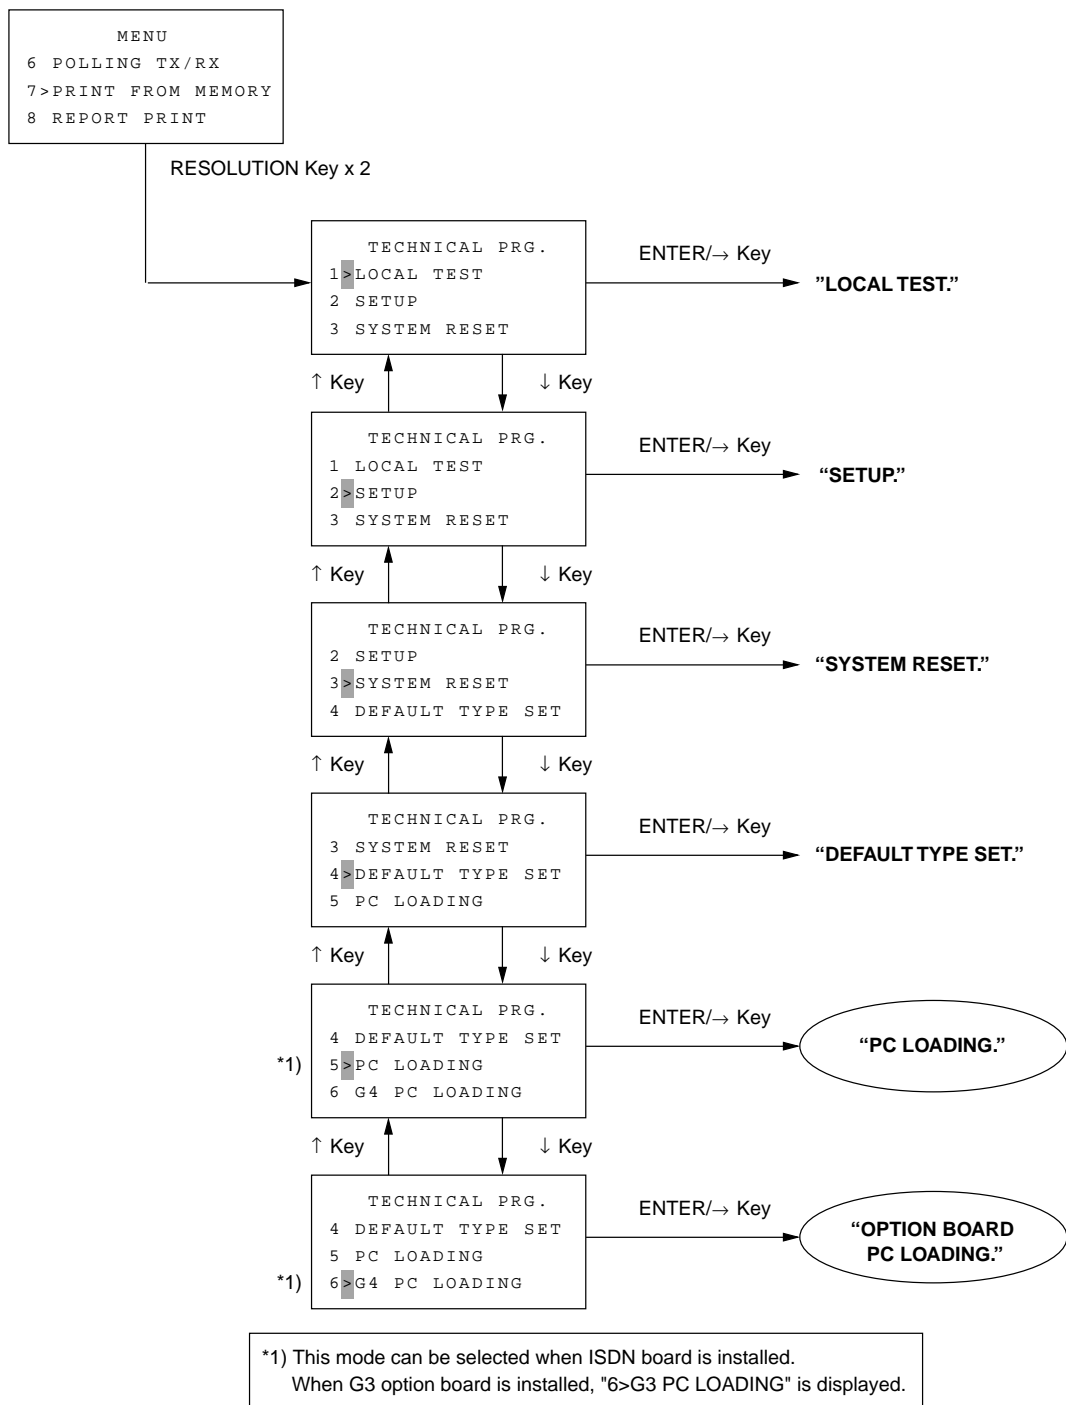 MENU
6 POLLING TX/RX
7>PRINT FROM MEMORY
8 REPORT PRINT
RESOLUTION Key x 2
TECHNICAL PRG.
1>LOCAL TEST
2 SETUP
3 SYSTEM RESET
ENTER/→ Key
”LOCAL TEST.”
↑ Key
↓ Key
TECHNICAL PRG.
1 LOCAL TEST
2>SETUP
3 SYSTEM RESET
ENTER/→ Key
“SETUP.”
↑ Key
↓ Key
TECHNICAL PRG.
2 SETUP
3>SYSTEM RESET
4 DEFAULT TYPE SET
ENTER/→ Key
“SYSTEM RESET.”
↑ Key
↓ Key
TECHNICAL PRG.
3 SYSTEM RESET
4>DEFAULT TYPE SET
5 PC LOADING
ENTER/→ Key
“DEFAULT TYPE SET.”
↑ Key
↓ Key
*1)
TECHNICAL PRG.
4 DEFAULT TYPE SET
5>PC LOADING
6 G4 PC LOADING
ENTER/→ Key
“PC LOADING.”
↑ Key
↓ Key
TECHNICAL PRG.
4 DEFAULT TYPE SET
5 PC LOADING
*1)
6>G4 PC LOADING
ENTER/→ Key
“OPTION BOARD
PC LOADING.”
*1) This mode can be selected when ISDN board is installed.
When G3 option board is installed, "6>G3 PC LOADING" is displayed.